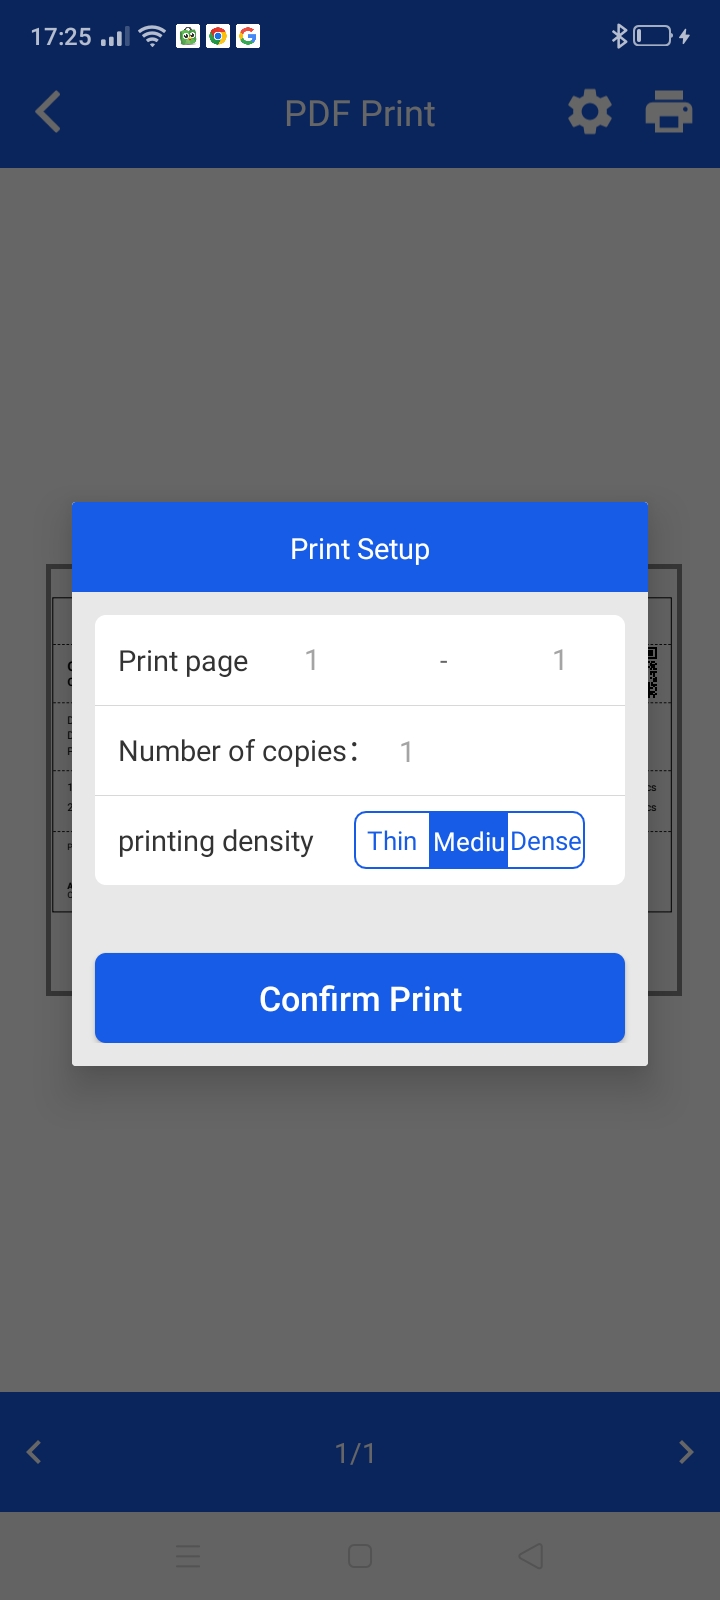 17:25
PDF Print
Print Setup
Print page 1 - 1
Number of copies: 1
printing density Thin Mediu Dense
Confirm Print
1/1